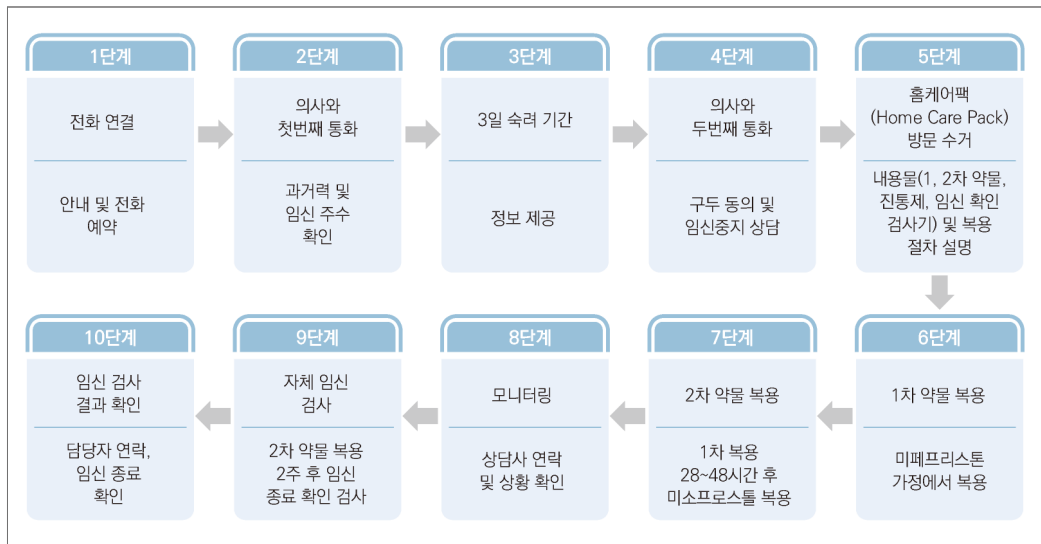 1단계
전화 연결
안내 및 전화
예약
2단계
의사와
첫번째 통화
과거력 및
임신 주수
확인
3단계
3일 숙려 기간
정보 제공
4단계
의사와
두번째 통화
구두 동의 및
임신중지 상담
5단계
홈케어팩
(Home Care Pack)
방문 수거
내용물(1, 2차 약물,
진통제, 임신 확인
검사기) 및 복용
절차 설명
6단계
1차 약물 복용
미페프리스톤
가정에서 복용
7단계
2차 약물 복용
1차 복용
28~48시간 후
미소프로스톨 복용
8단계
모니터링
상담사 연락
및 상황 확인
9단계
자체 임신
검사
2차 약물 복용
2주 후 임신
종료 확인 검사
10단계
임신 검사
결과 확인
담당자 연락,
임신 종료
확인